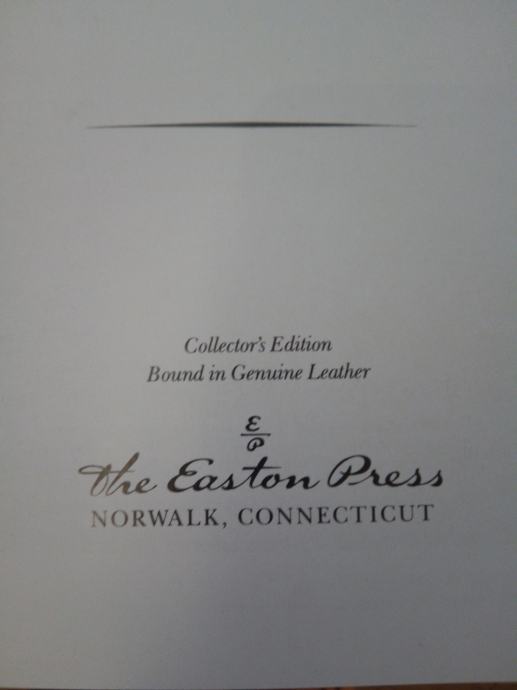 Collector's Edition
Bound in Genuine Leather
E
P
The Easton Press
NORWALK, CONNECTICUT